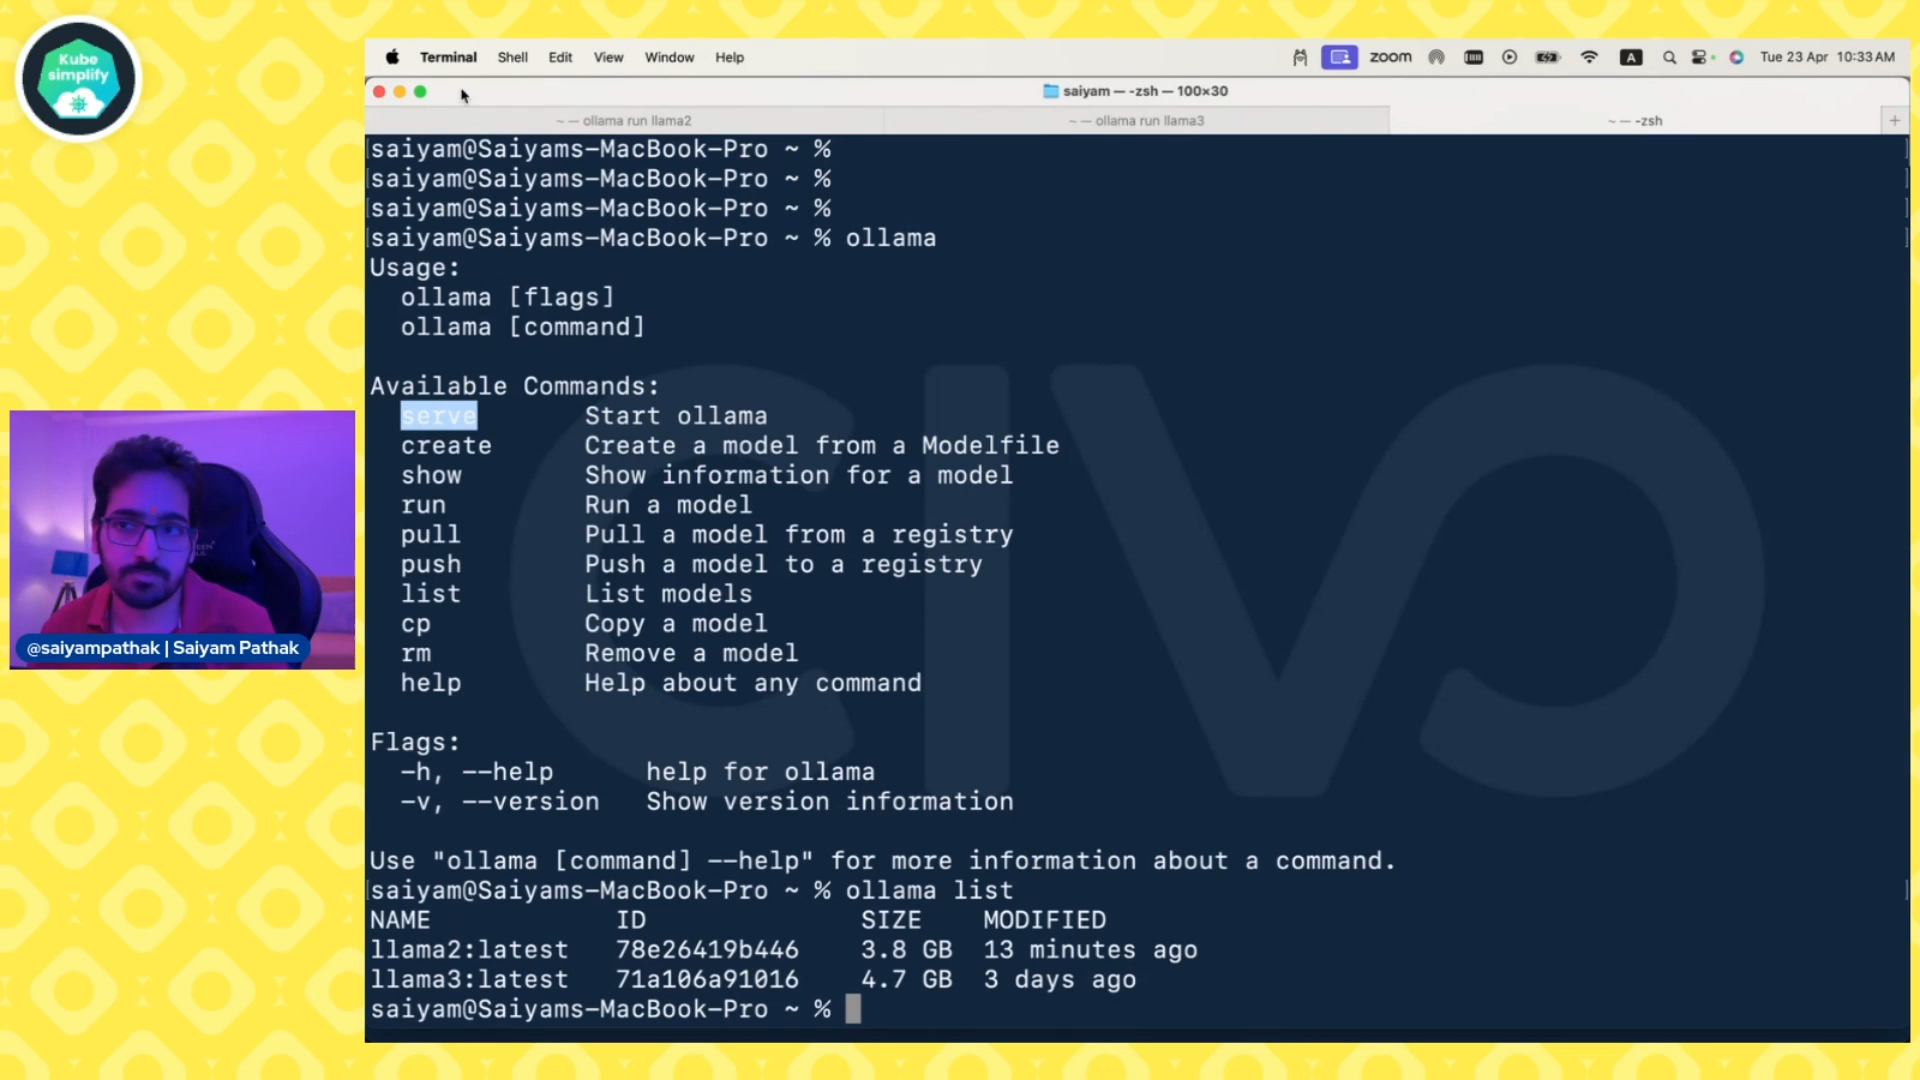 Kube
simplify
Terminal Shell Edit View Window Help
zoom A Tue 23 Apr 10:33 AM
saiyam — -zsh — 100×30
~ — ollama run llama2
~ — ollama run llama3
~ — -zsh
+
saiyam@Saiyams-MacBook-Pro ~ %
saiyam@Saiyams-MacBook-Pro ~ %
saiyam@Saiyams-MacBook-Pro ~ %
saiyam@Saiyams-MacBook-Pro ~ % ollama
Usage:
ollama [flags]
ollama [command]
Available Commands:
serve Start ollama
create Create a model from a Modelfile
show Show information for a model
run Run a model
pull Pull a model from a registry
push Push a model to a registry
list List models
cp Copy a model
rm Remove a model
help Help about any command
Flags:
-h, --help help for ollama
-v, --version Show version information
Use "ollama [command] --help" for more information about a command.
saiyam@Saiyams-MacBook-Pro ~ % ollama list
NAME ID SIZE MODIFIED
llama2:latest 78e26419b446 3.8 GB 13 minutes ago
llama3:latest 71a106a91016 4.7 GB 3 days ago
saiyam@Saiyams-MacBook-Pro ~ %
CIVO
@saiyampathak | Saiyam Pathak